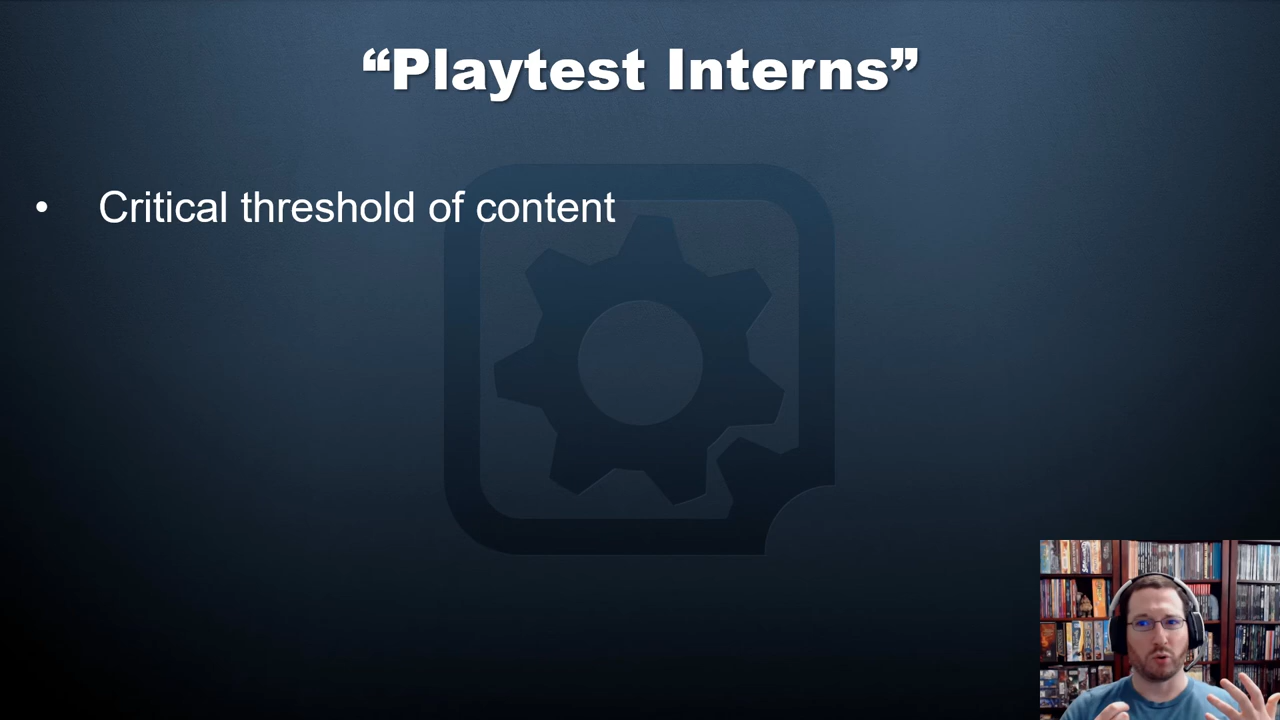 “Playtest Interns”
• Critical threshold of content